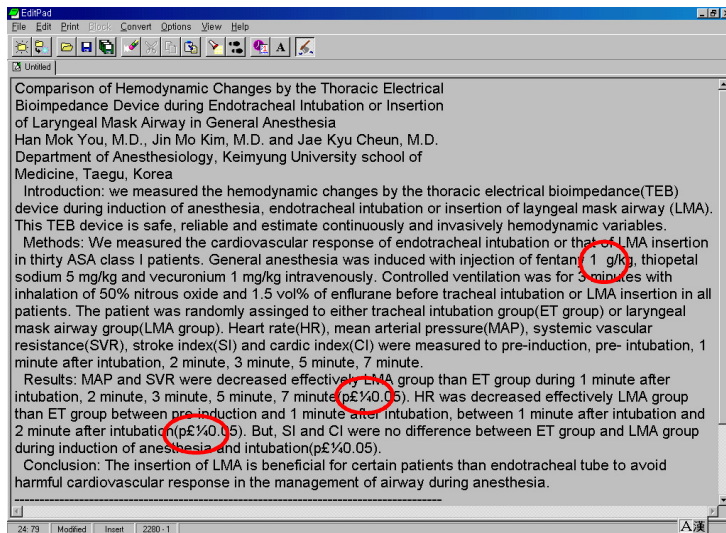 EditPad
File Edit Print Block Convert Options View Help
Untitled
Comparison of Hemodynamic Changes by the Thoracic Electrical
Bioimpedance Device during Endotracheal Intubation or Insertion
of Laryngeal Mask Airway in General Anesthesia
Han Mok You, M.D., Jin Mo Kim, M.D. and Jae Kyu Cheun, M.D.
Department of Anesthesiology, Keimyung University school of
Medicine, Taegu, Korea
Introduction: we measured the hemodynamic changes by the thoracic electrical bioimpedance(TEB)
device during induction of anesthesia, endotracheal intubation or insertion of layngeal mask airway (LMA).
This TEB device is safe, reliable and estimate continuously and invasively hemodynamic variables.
Methods: We measured the cardiovascular response of endotracheal intubation or that of LMA insertion
in thirty ASA class I patients. General anesthesia was induced with injection of fentany 1 g/kg, thiopetal
sodium 5 mg/kg and vecuronium 1 mg/kg intravenously. Controlled ventilation was for 3 minutes with
inhalation of 50% nitrous oxide and 1.5 vol% of enflurane before tracheal intubation or LMA insertion in all
patients. The patient was randomly assinged to either tracheal intubation group(ET group) or laryngeal
mask airway group(LMA group). Heart rate(HR), mean arterial pressure(MAP), systemic vascular
resistance(SVR), stroke index(SI) and cardic index(CI) were measured to pre-induction, pre- intubation, 1
minute after intubation, 2 minute, 3 minute, 5 minute, 7 minute.
Results: MAP and SVR were decreased effectively LMA group than ET group during 1 minute after
intubation, 2 minute, 3 minute, 5 minute, 7 minute(p£¼0.05). HR was decreased effectively LMA group
than ET group between pre-induction and 1 minute after intubation, between 1 minute after intubation and
2 minute after intubation(p£¼0.05). But, SI and CI were no difference between ET group and LMA group
during induction of anesthesia and intubation(p£¼0.05).
Conclusion: The insertion of LMA is beneficial for certain patients than endotracheal tube to avoid
harmful cardiovascular response in the management of airway during anesthesia.
24: 79 Modified Insert 2280 - 1 A漢